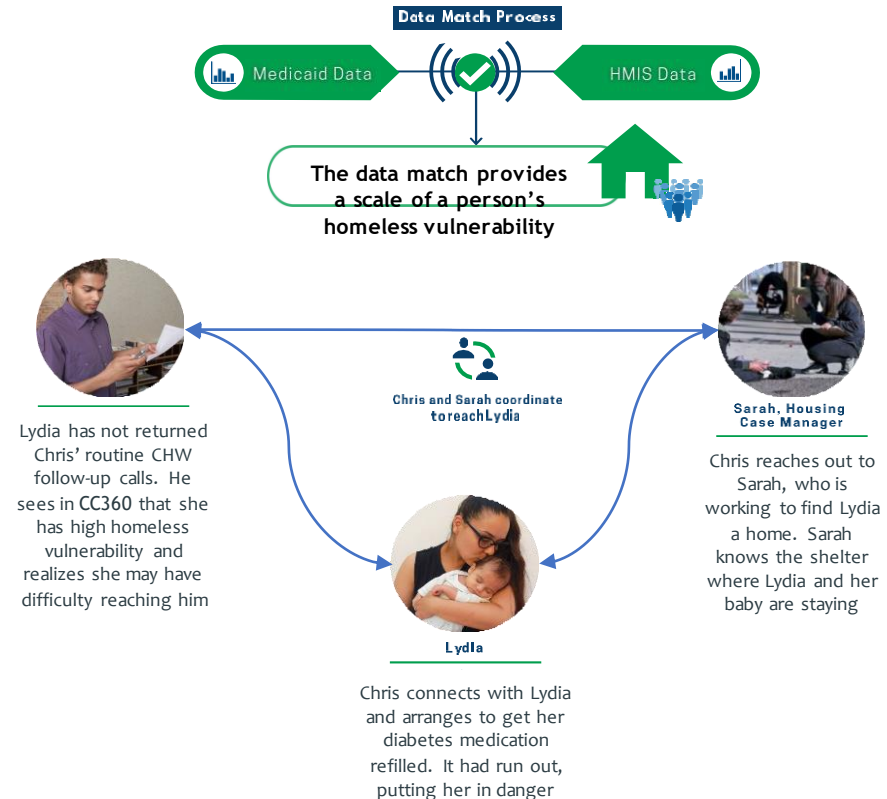 Data Match Process
Medicaid Data
HMIS Data
The data match provides
a scale of a person's
homeless vulnerability
Chris and Sarah coordinate
to reach Lydia
Lydia has not returned
Chris' routine CHW
follow-up calls. He
sees in CC360 that she
has high homeless
vulnerability and
realizes she may have
difficulty reaching him
Sarah, Housing
Case Manager
Chris reaches out to
Sarah, who is
working to find Lydia
a home. Sarah
knows the shelter
where Lydia and her
baby are staying
Lydia
Chris connects with Lydia
and arranges to get her
diabetes medication
refilled. It had run out,
putting her in danger